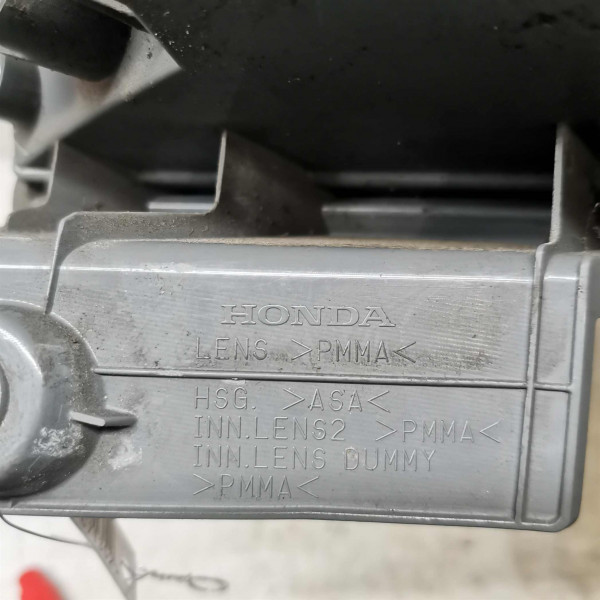 HONDA
LENS >PMMA<
HSG. >ASA<
INN.LENS2 >PMMA<
INN.LENS DUMMY
>PMMA<